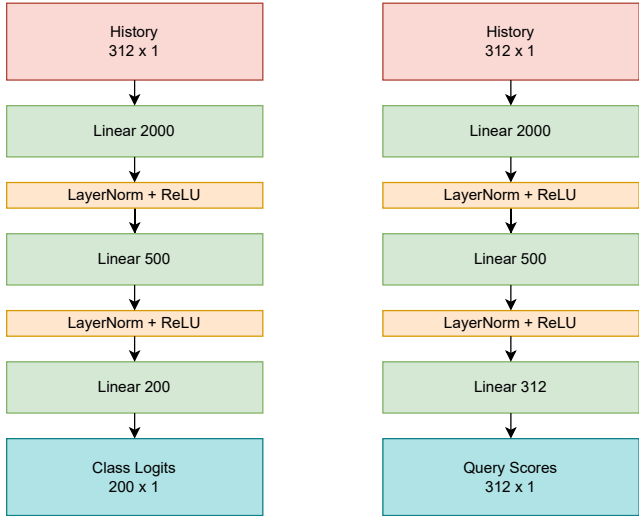 History
312 x 1
Linear 2000
LayerNorm + ReLU
Linear 500
LayerNorm + ReLU
Linear 200
Class Logits
200 x 1
History
312 x 1
Linear 2000
LayerNorm + ReLU
Linear 500
LayerNorm + ReLU
Linear 312
Query Scores
312 x 1